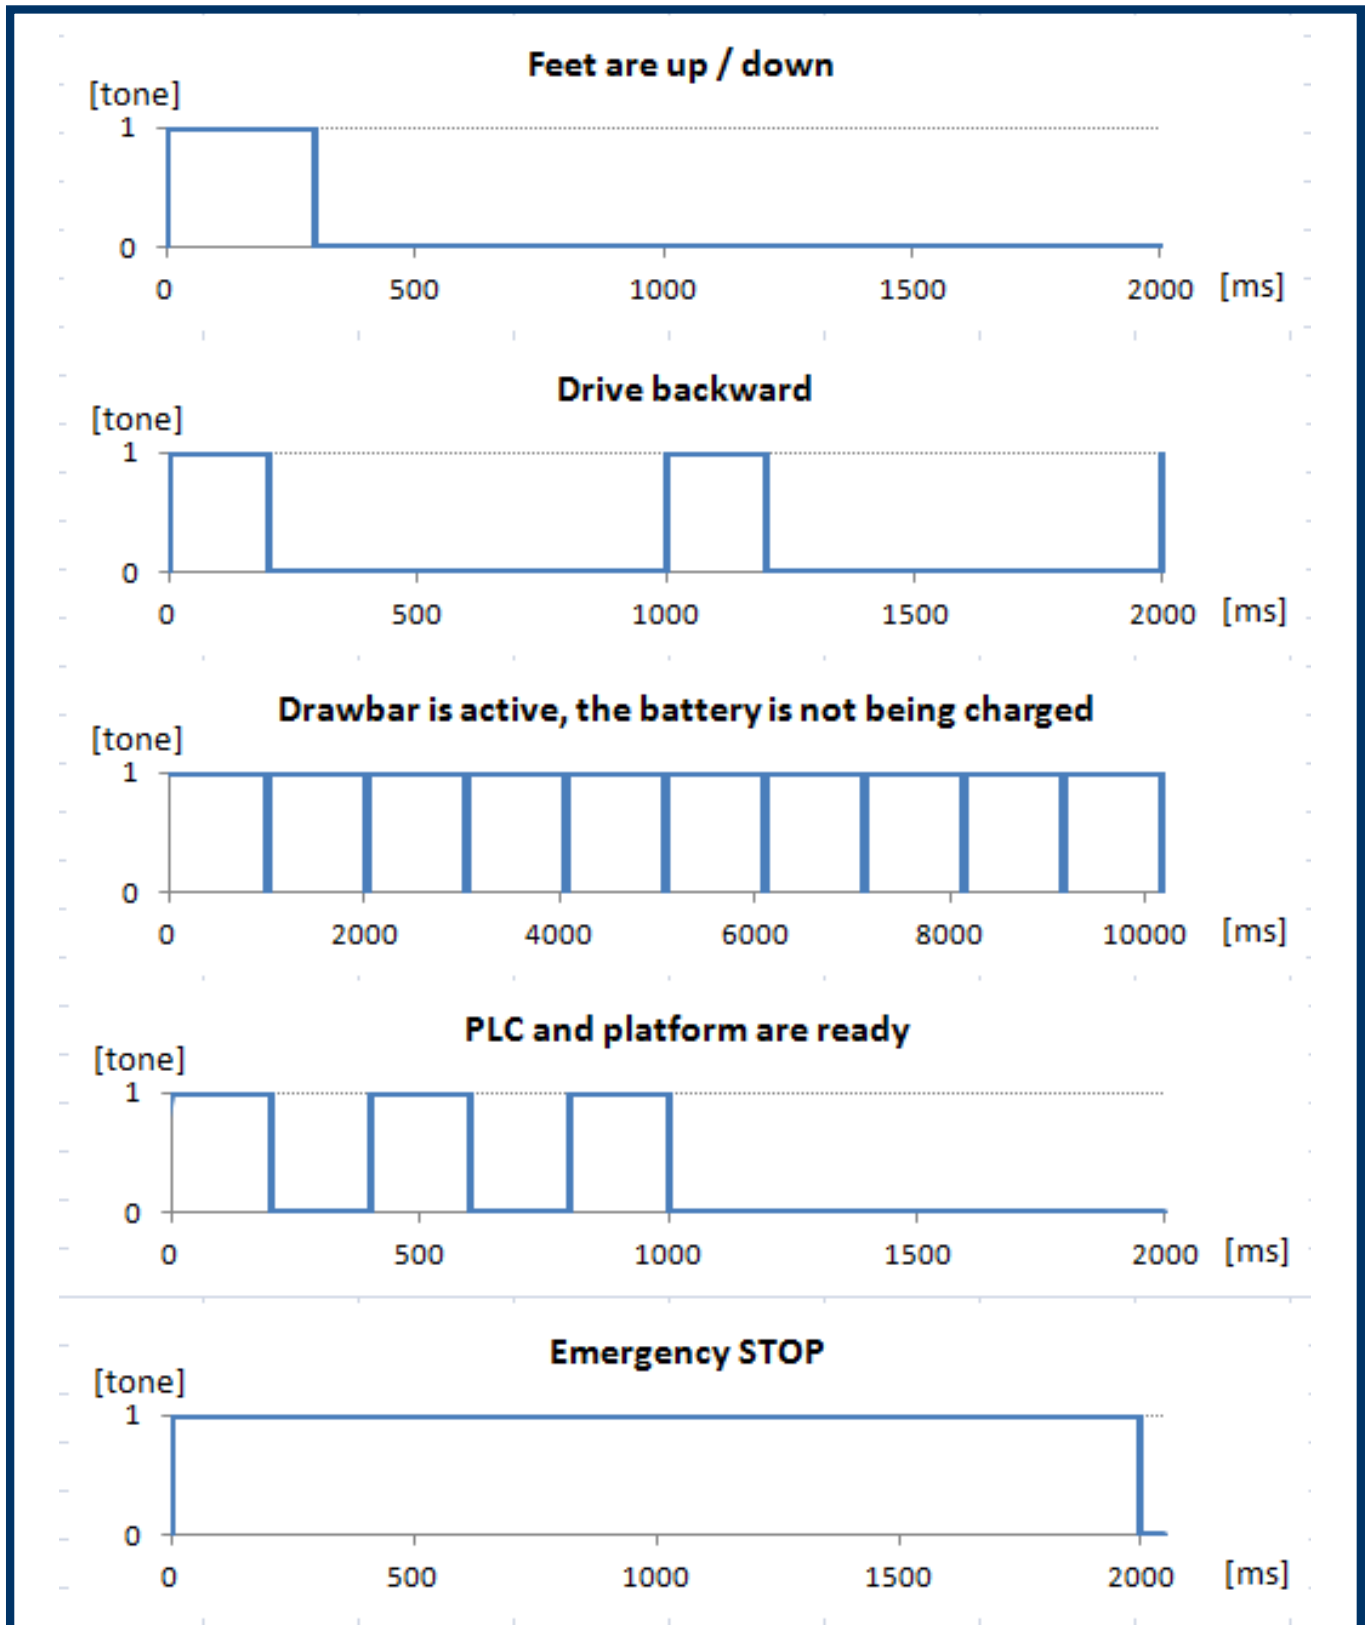 Feet are up / down
[tone]
1
0
0 500 1000 1500 2000 [ms]
Drive backward
[tone]
1
0
0 500 1000 1500 2000 [ms]
Drawbar is active, the battery is not being charged
[tone]
1
0
0 2000 4000 6000 8000 10000 [ms]
PLC and platform are ready
[tone]
1
0
0 500 1000 1500 2000 [ms]
Emergency STOP
[tone]
1
0
0 500 1000 1500 2000 [ms]